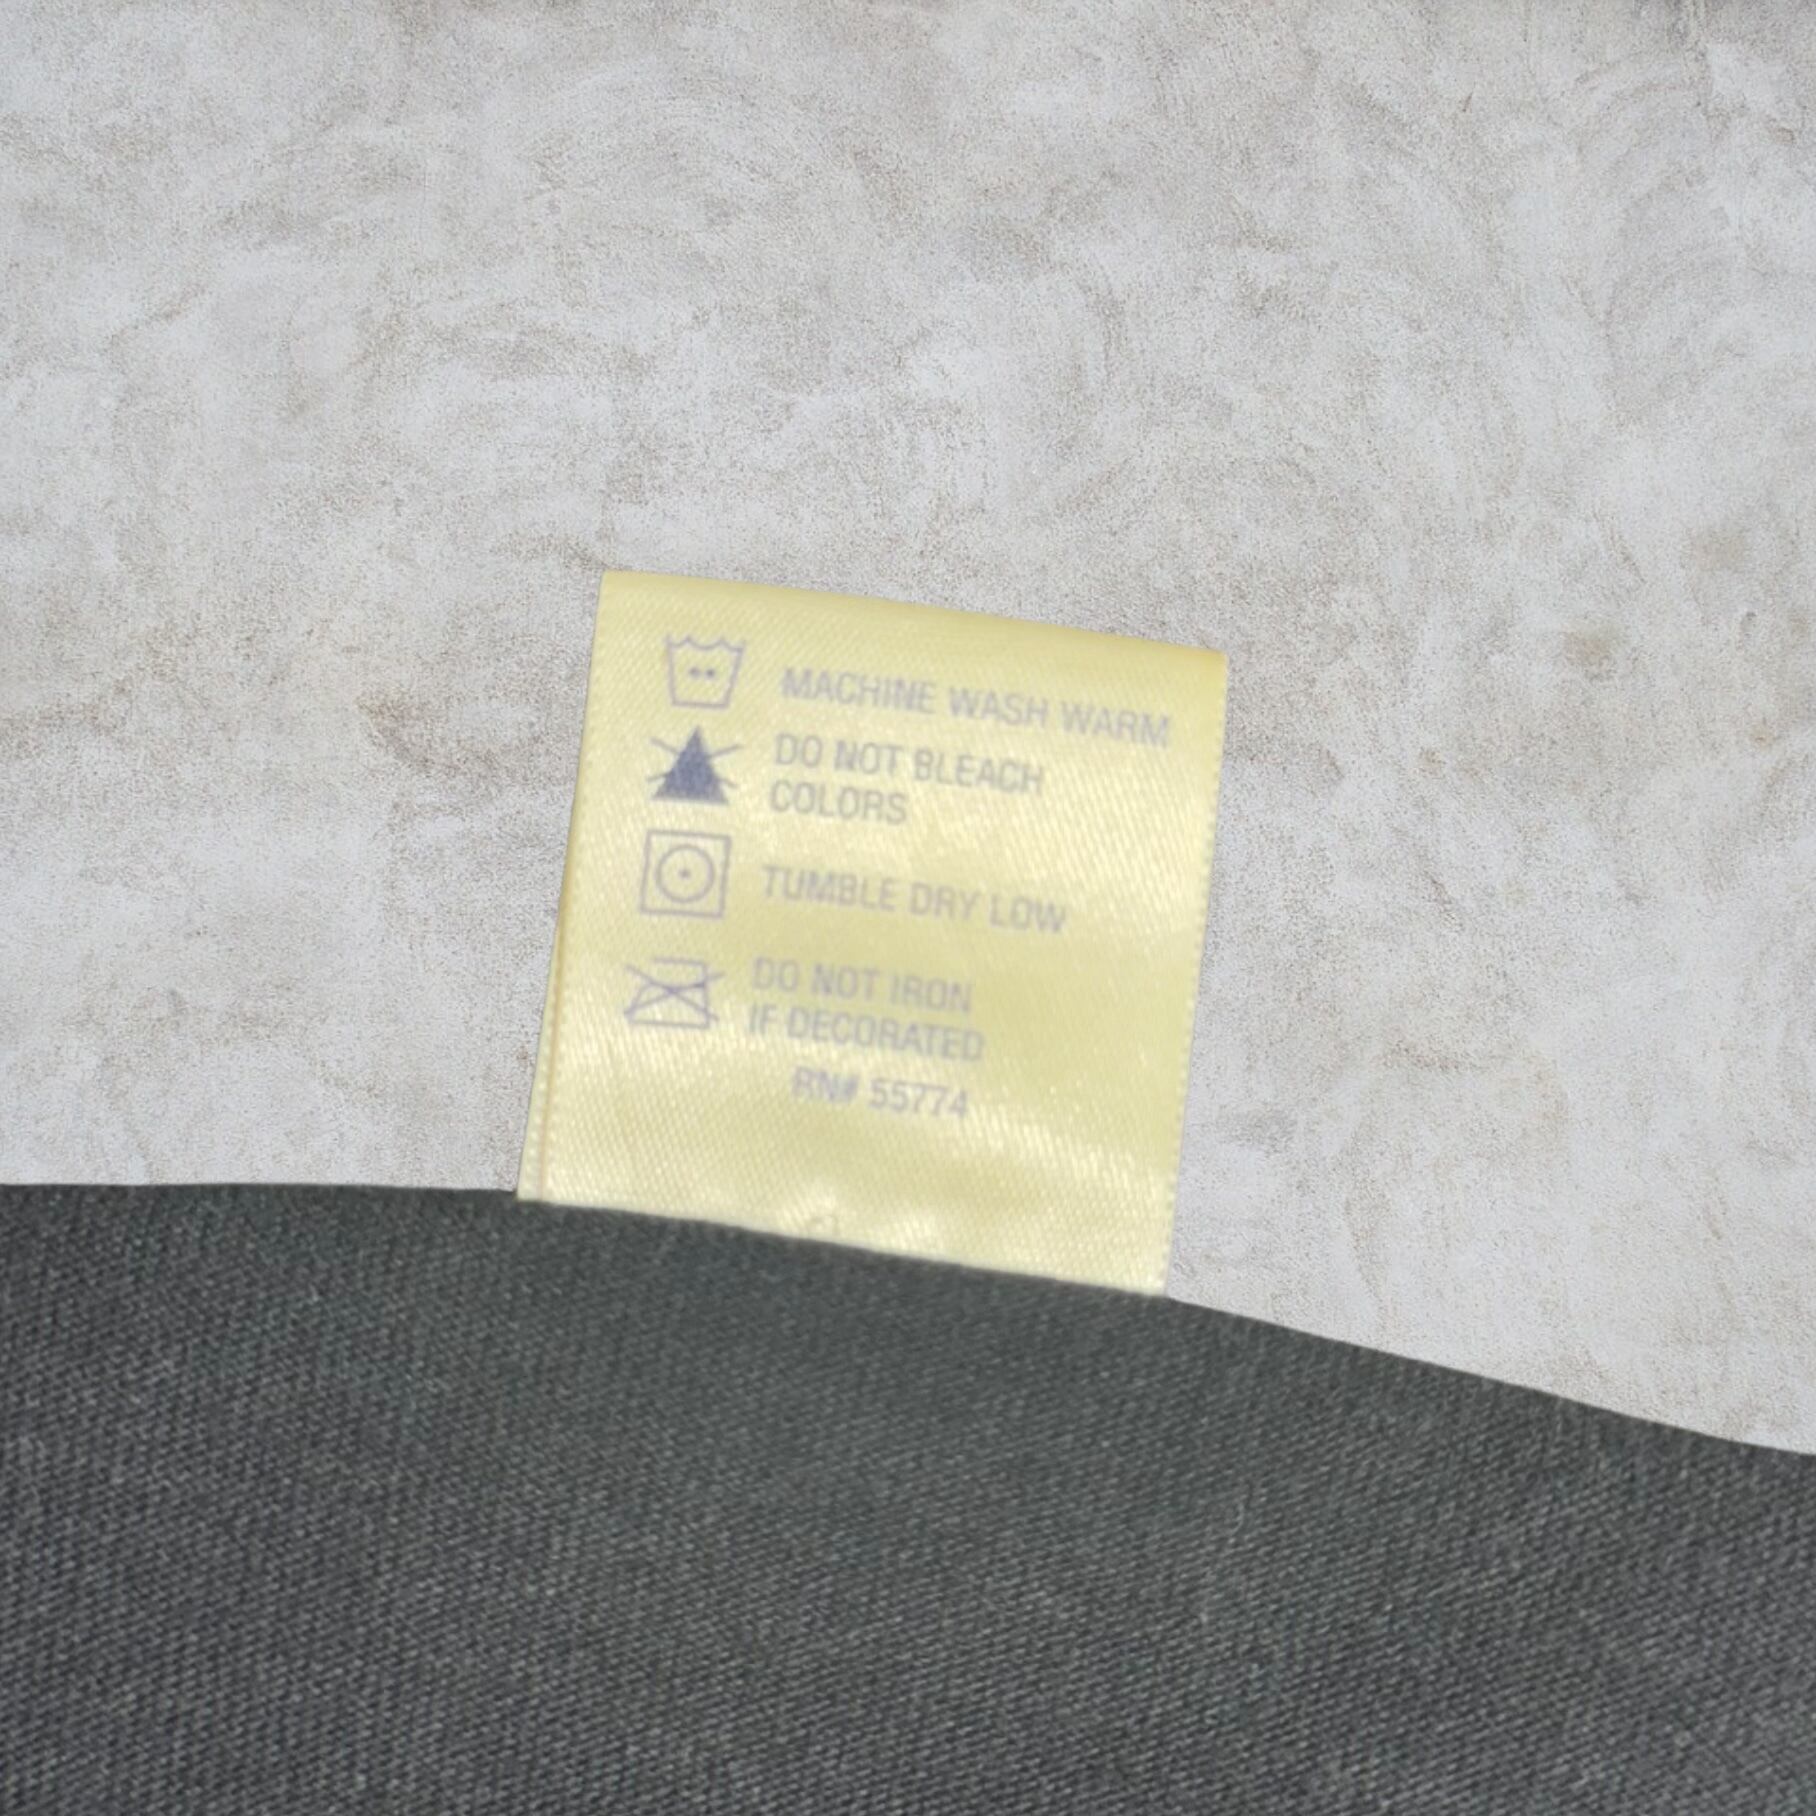 MACHINE WASH WARM
DO NOT BLEACH
COLORS
TUMBLE DRY LOW
DO NOT IRON
IF DECORATED
RN# 55774